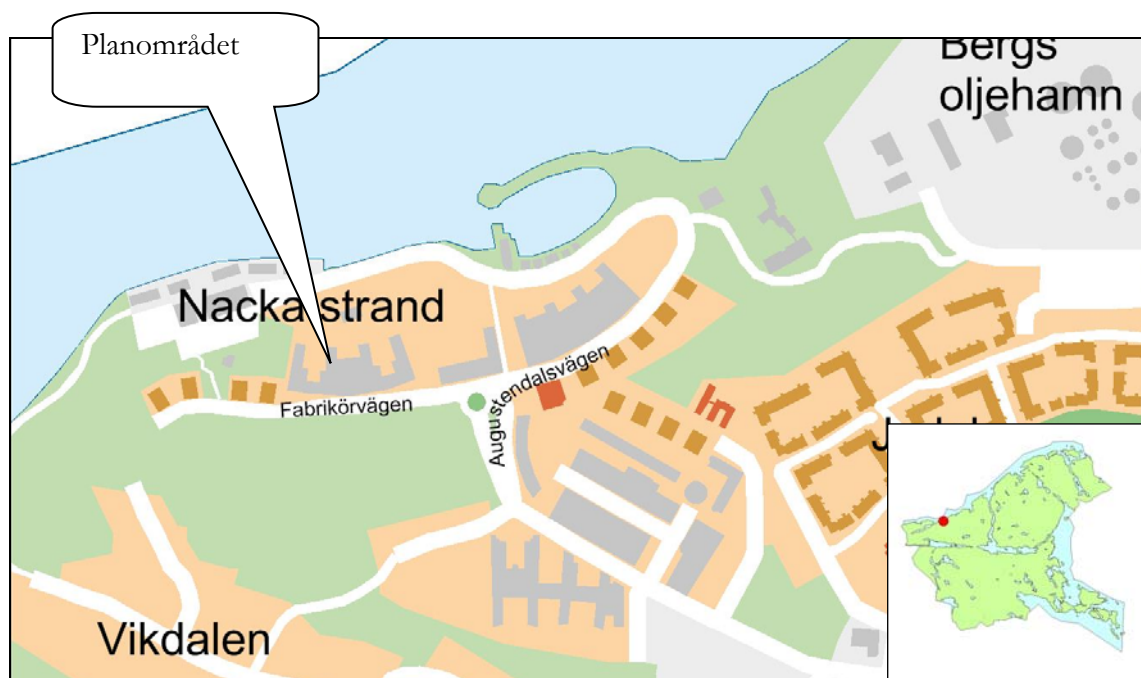 Planområdet
Bergs
oljehamn
Nacka strand
Augustendalsvägen
Fabrikörvägen
Vikdalen